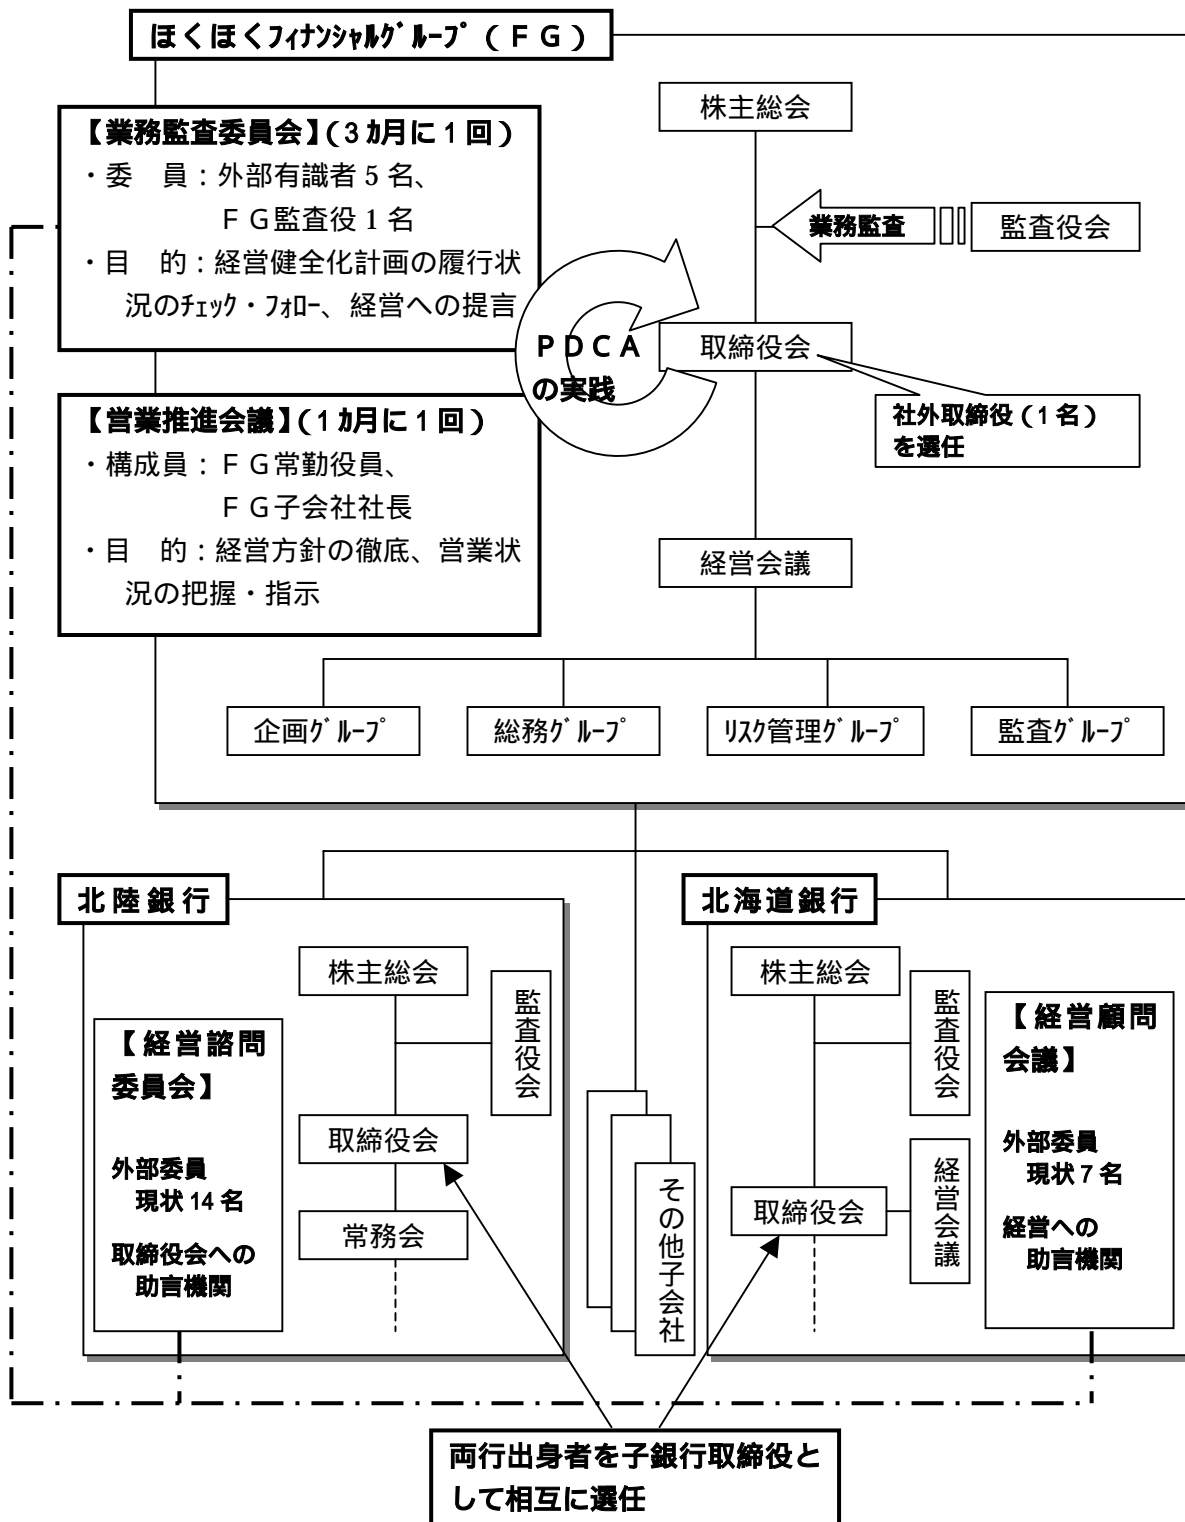 ほくほくフィナンシャルグループ（ＦＧ）
【業務監査委員会】（3ヵ月に1回）
・委　員：外部有識者5名、
ＦＧ監査役1名
・目　的：経営健全化計画の履行状
況のチェック・フォロー、経営への提言
【営業推進会議】（1ヵ月に1回）
・構成員：ＦＧ常勤役員、
ＦＧ子会社社長
・目　的：経営方針の徹底、営業状
況の把握・指示
株主総会
業務監査
監査役会
ＰＤＣＡ
の実践
取締役会
社外取締役（1名）
を選任
経営会議
企画グループ
総務グループ
リスク管理グループ
監査グループ
北陸銀行
【経営諮問
委員会】
外部委員
現状14名
取締役会への
助言機関
株主総会
監査役会
取締役会
常務会
その他子会社
北海道銀行
株主総会
監査役会
取締役会
経営会議
【経営顧問
会議】
外部委員
現状7名
経営への
助言機関
両行出身者を子銀行取締役と
して相互に選任